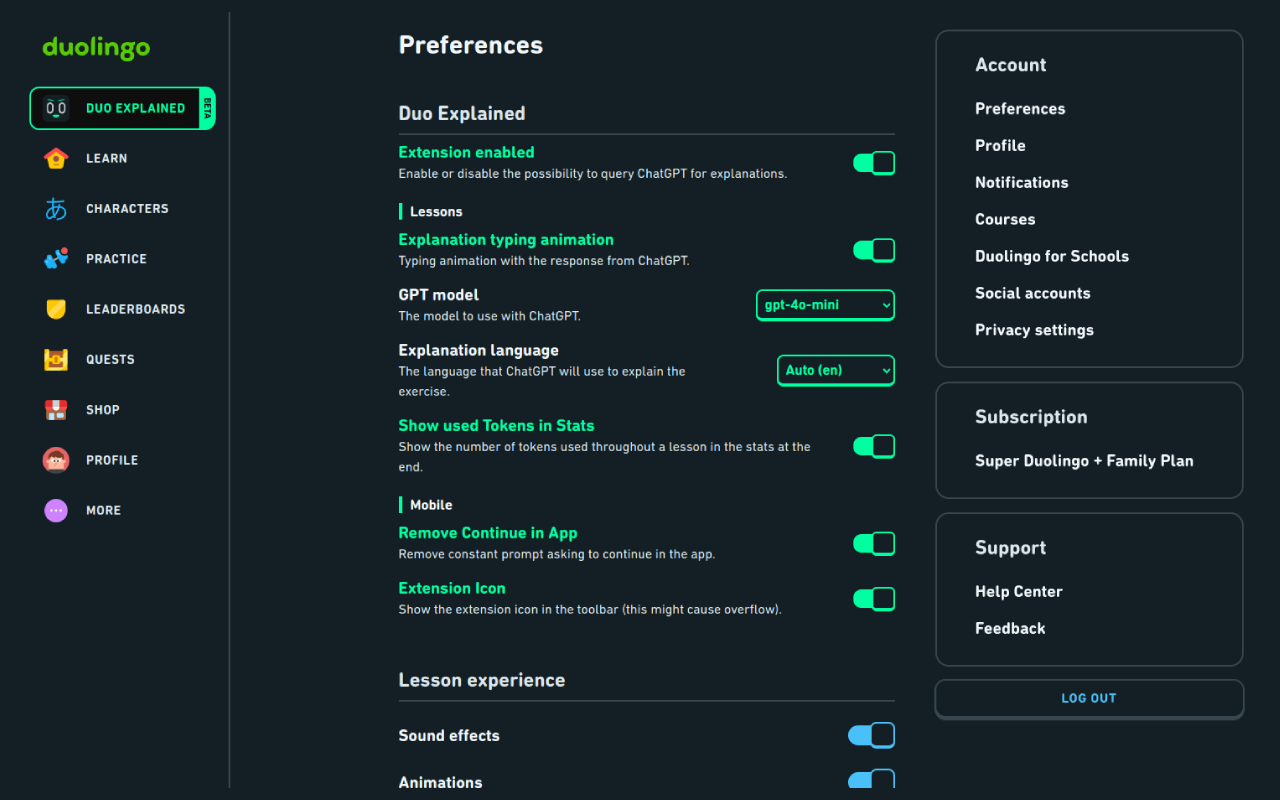 duolingo
DUO EXPLAINED
BETA
LEARN
あ
CHARACTERS
PRACTICE
LEADERBOARDS
QUESTS
SHOP
PROFILE
MORE
Preferences
Duo Explained
Extension enabled
Enable or disable the possibility to query ChatGPT for explanations.
Lessons
Explanation typing animation
Typing animation with the response from ChatGPT.
GPT model
The model to use with ChatGPT.
gpt-4o-mini
Explanation language
The language that ChatGPT will use to explain the
exercise.
Auto (en)
Show used Tokens in Stats
Show the number of tokens used throughout a lesson in the stats at the
end.
Mobile
Remove Continue in App
Remove constant prompt asking to continue in the app.
Extension Icon
Show the extension icon in the toolbar (this might cause overflow).
Lesson experience
Sound effects
Animations
Account
Preferences
Profile
Notifications
Courses
Duolingo for Schools
Social accounts
Privacy settings
Subscription
Super Duolingo + Family Plan
Support
Help Center
Feedback
LOG OUT